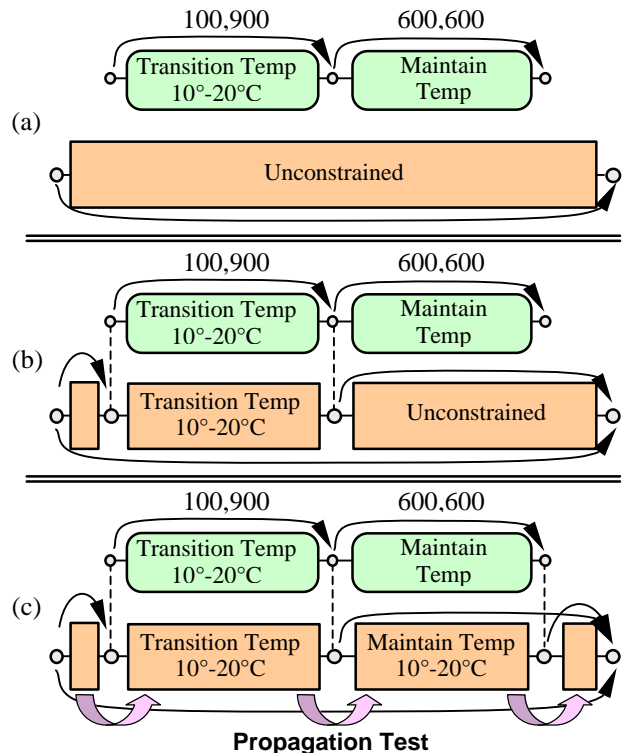 100,900 600,600
Transition Temp
10°-20°C
Maintain
Temp
(a)
Unconstrained
100,900 600,600
Transition Temp
10°-20°C
Maintain
Temp
(b)
Transition Temp
10°-20°C
Unconstrained
100,900 600,600
Transition Temp
10°-20°C
Maintain
Temp
(c)
Transition Temp
10°-20°C
Maintain Temp
10°-20°C
Propagation Test